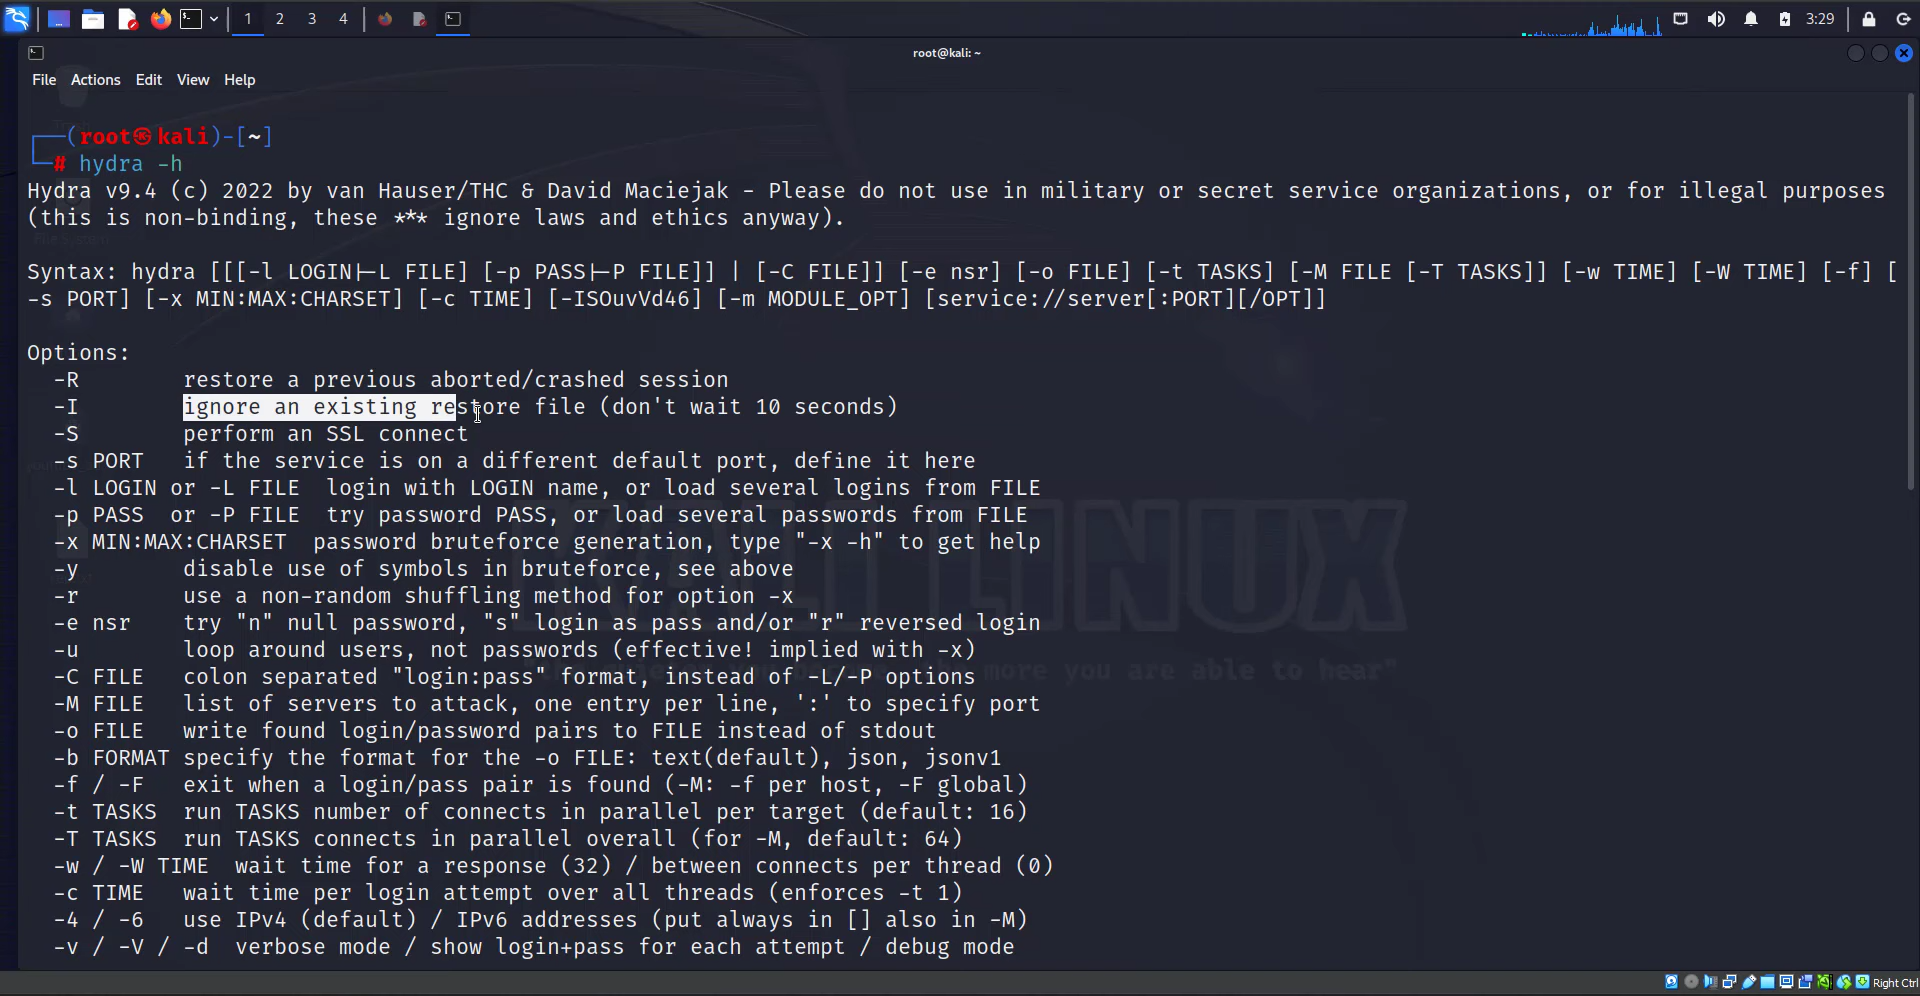 1 2 3 4 3:29
root@kali: ~
File Actions Edit View Help
┌──(root㉿kali)-[~]
└─# hydra -h
Hydra v9.4 (c) 2022 by van Hauser/THC & David Maciejak - Please do not use in military or secret service organizations, or for illegal purposes
(this is non-binding, these *** ignore laws and ethics anyway).
Syntax: hydra [[[-l LOGIN|-L FILE] [-p PASS|-P FILE]] | [-C FILE]] [-e nsr] [-o FILE] [-t TASKS] [-M FILE [-T TASKS]] [-w TIME] [-W TIME] [-f] [
-s PORT] [-x MIN:MAX:CHARSET] [-c TIME] [-ISOuvVd46] [-m MODULE_OPT] [service://server[:PORT][/OPT]]
Options:
-R restore a previous aborted/crashed session
-I ignore an existing restore file (don't wait 10 seconds)
-S perform an SSL connect
-s PORT if the service is on a different default port, define it here
-l LOGIN or -L FILE login with LOGIN name, or load several logins from FILE
-p PASS or -P FILE try password PASS, or load several passwords from FILE
-x MIN:MAX:CHARSET password bruteforce generation, type "-x -h" to get help
-y disable use of symbols in bruteforce, see above
-r use a non-random shuffling method for option -x
-e nsr try "n" null password, "s" login as pass and/or "r" reversed login
-u loop around users, not passwords (effective! implied with -x)
-C FILE colon separated "login:pass" format, instead of -L/-P options
-M FILE list of servers to attack, one entry per line, ':' to specify port
-o FILE write found login/password pairs to FILE instead of stdout
-b FORMAT specify the format for the -o FILE: text(default), json, jsonv1
-f / -F exit when a login/pass pair is found (-M: -f per host, -F global)
-t TASKS run TASKS number of connects in parallel per target (default: 16)
-T TASKS run TASKS connects in parallel overall (for -M, default: 64)
-w / -W TIME wait time for a response (32) / between connects per thread (0)
-c TIME wait time per login attempt over all threads (enforces -t 1)
-4 / -6 use IPv4 (default) / IPv6 addresses (put always in [] also in -M)
-v / -V / -d verbose mode / show login+pass for each attempt / debug mode
KALI LINUX
more you are able to hear"
Right Ctrl